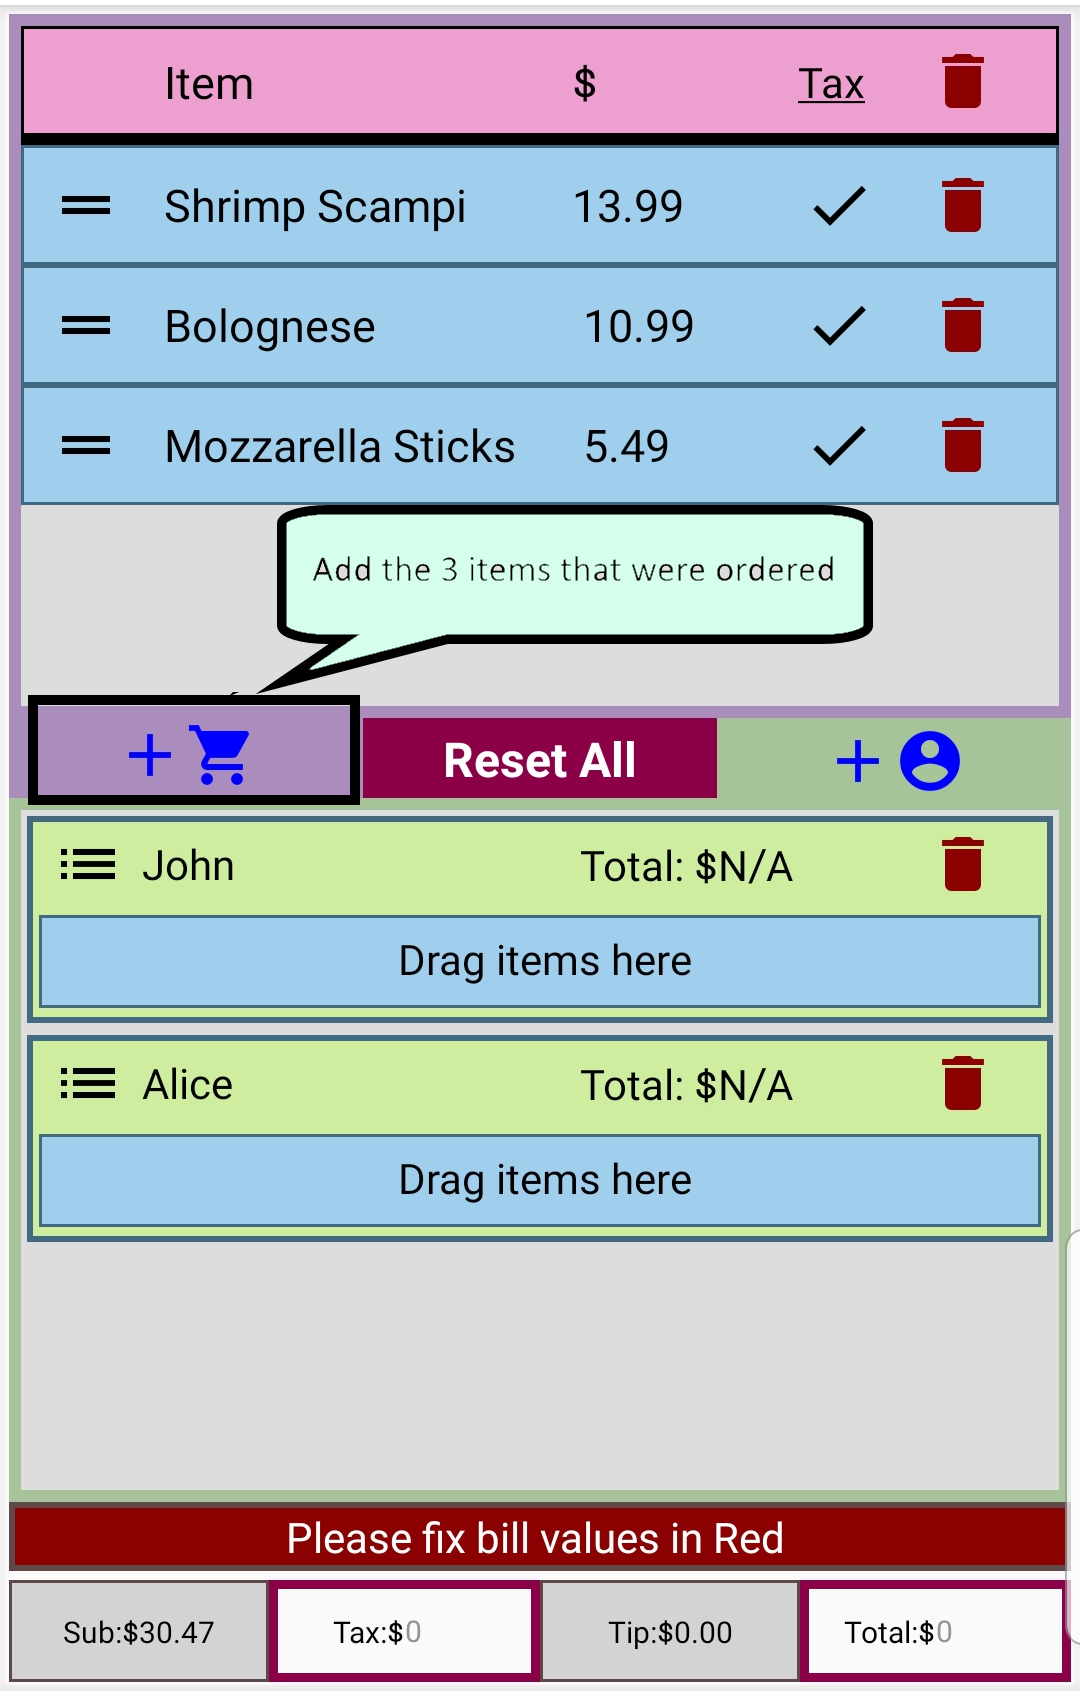 Item $ Tax
Shrimp Scampi 13.99
Bolognese 10.99
Mozzarella Sticks 5.49
Add the 3 items that were ordered
+ Reset All +
John Total: $N/A
Drag items here
Alice Total: $N/A
Drag items here
Please fix bill values in Red
Sub:$30.47 Tax:$0 Tip:$0.00 Total:$0